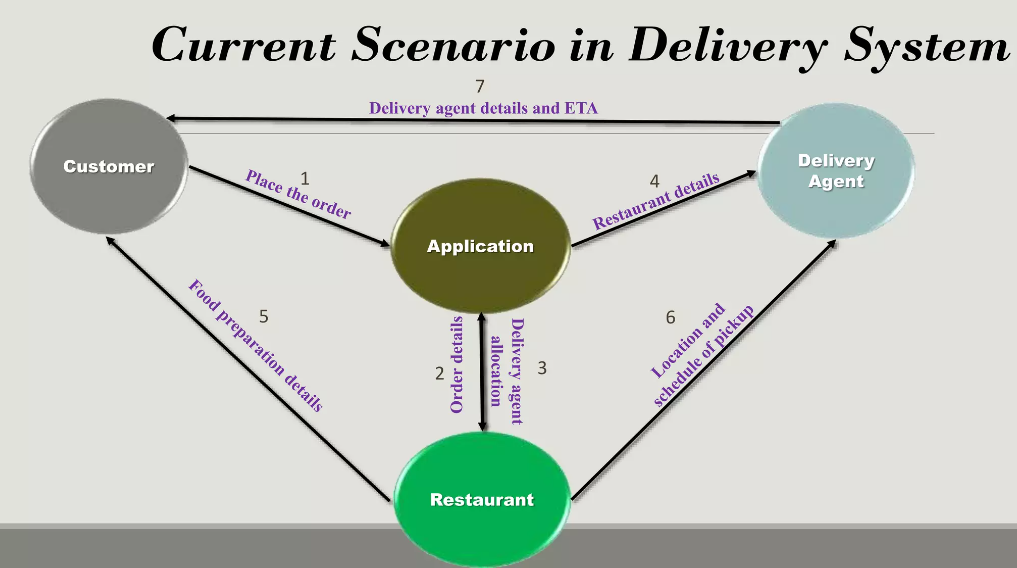 Current Scenario in Delivery System
7
Delivery agent details and ETA
Customer
Delivery
Agent
1
Place the order
4
Restaurant details
Application
5
Food preparation details
2
Order details
Delivery agent
allocation
3
6
Location and
schedule of pickup
Restaurant